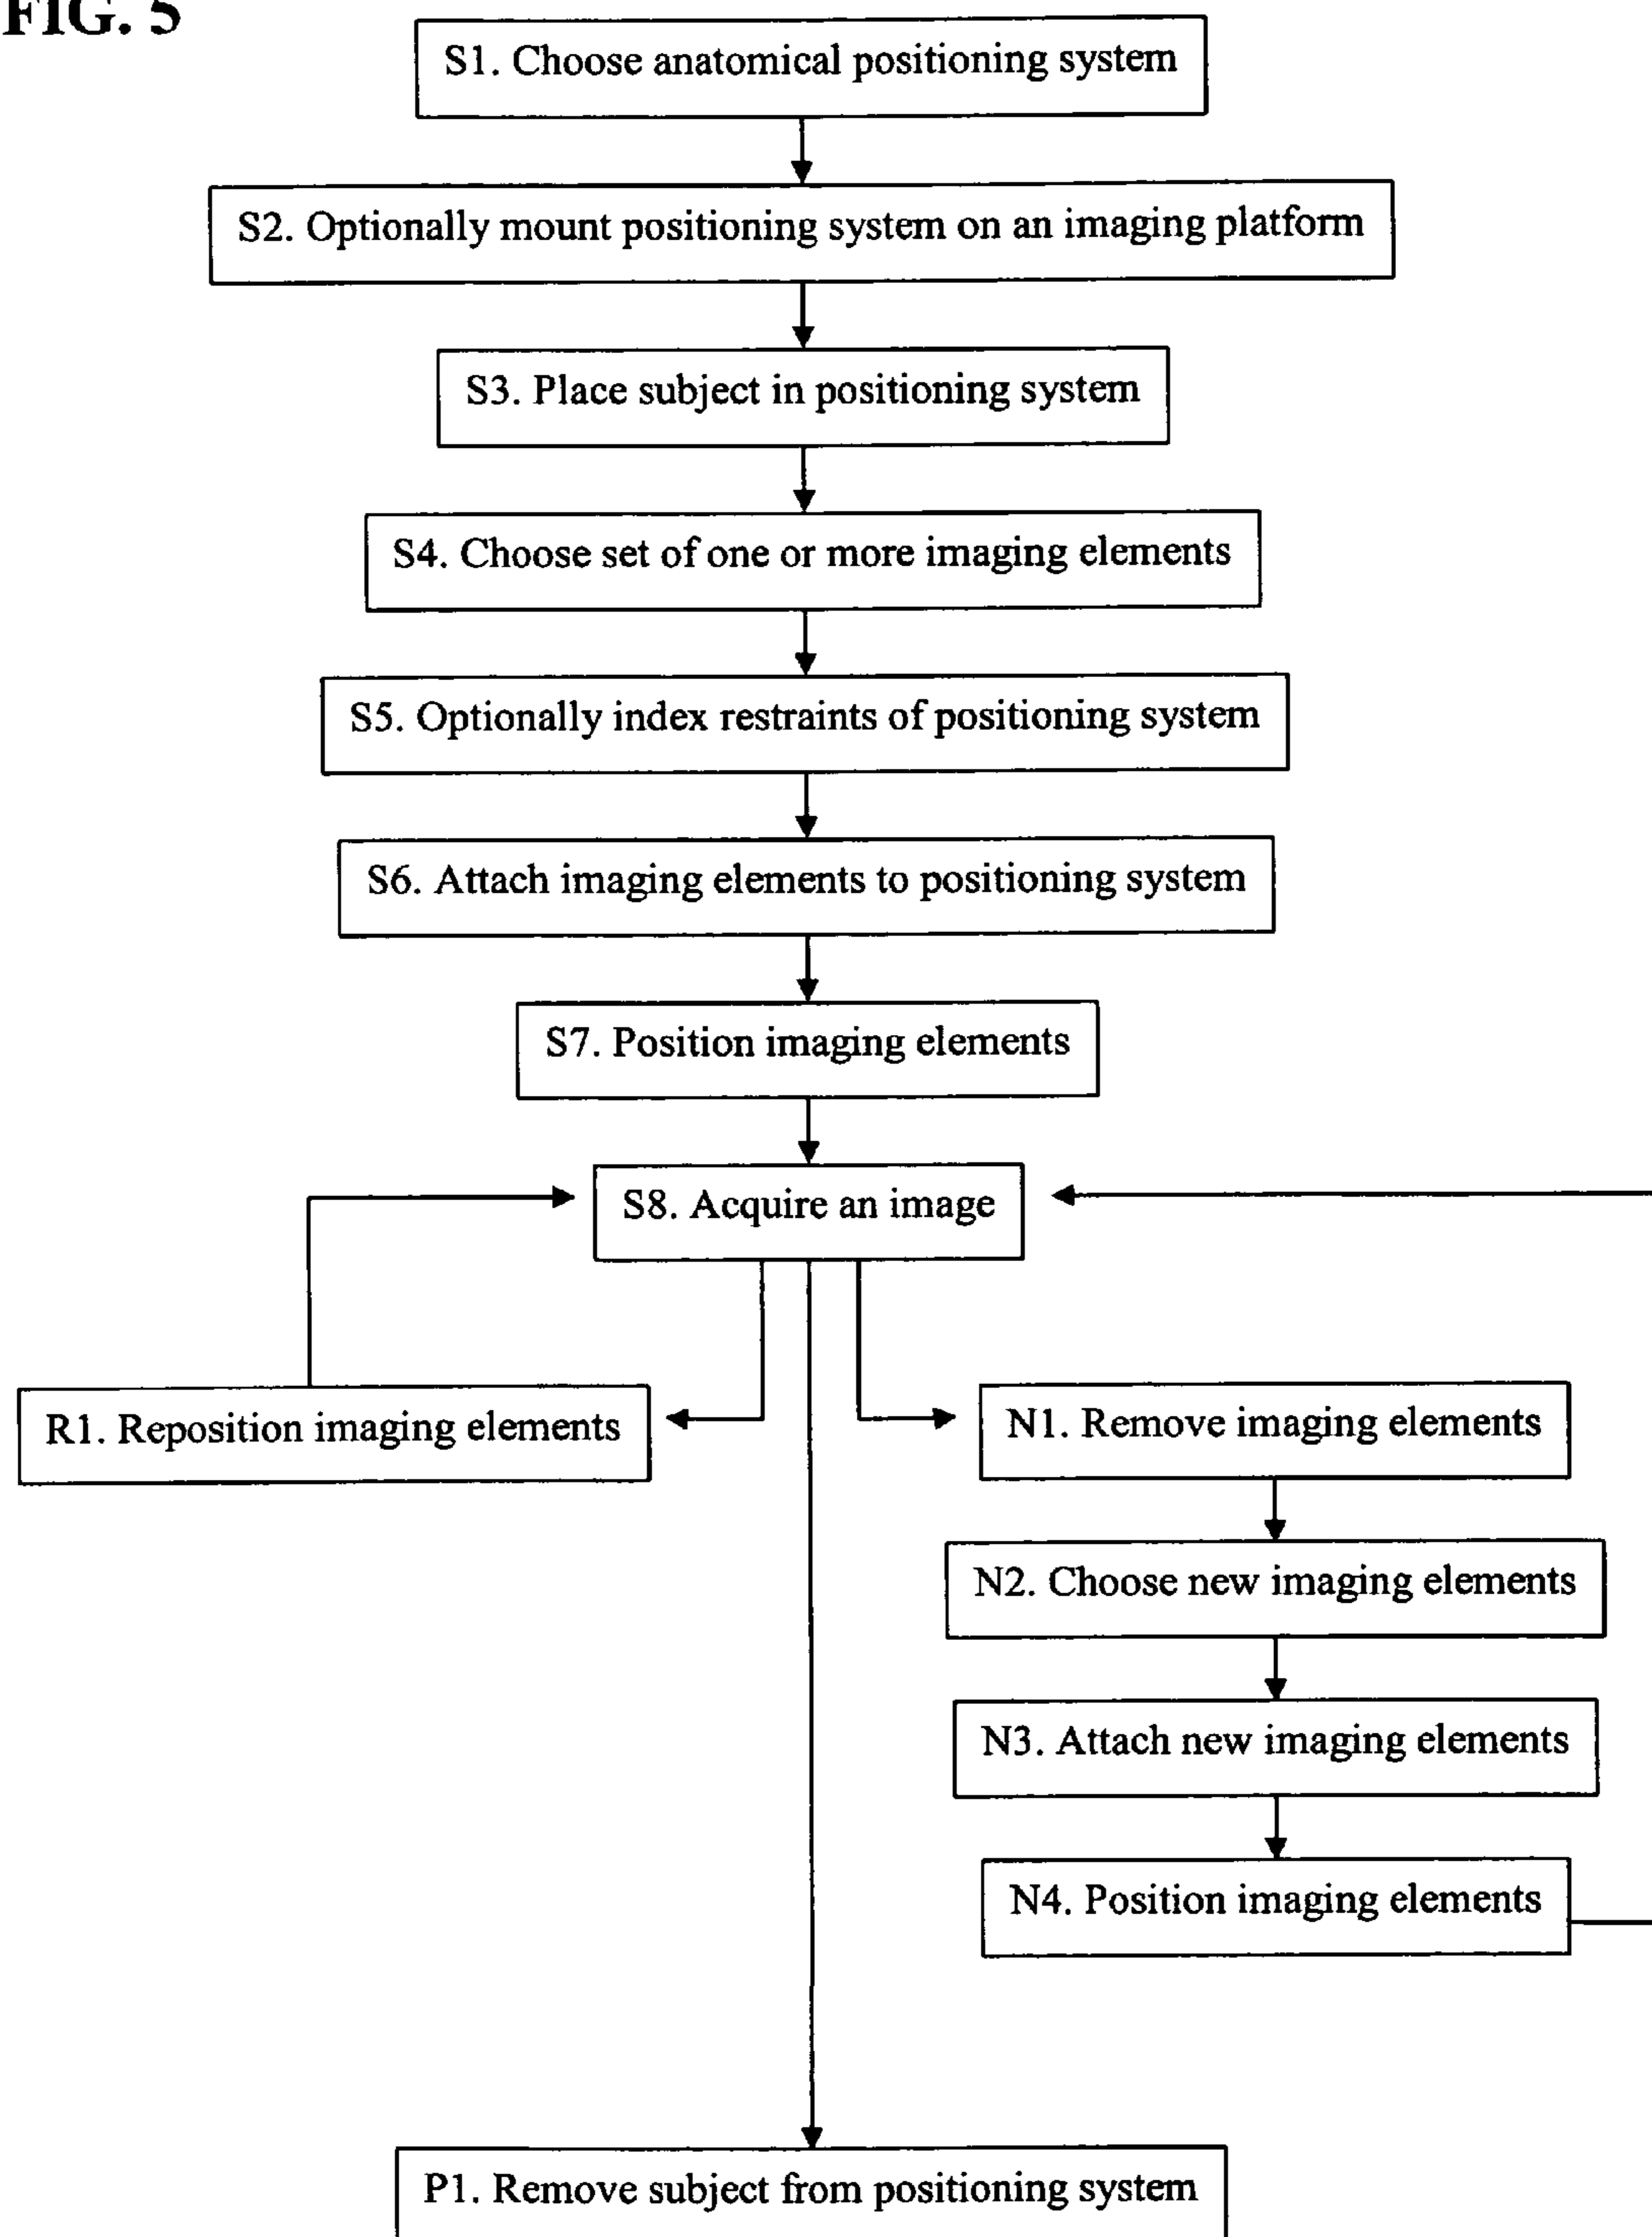 FIG. 5
S1. Choose anatomical positioning system
S2. Optionally mount positioning system on an imaging platform
S3. Place subject in positioning system
S4. Choose set of one or more imaging elements
S5. Optionally index restraints of positioning system
S6. Attach imaging elements to positioning system
S7. Position imaging elements
S8. Acquire an image
R1. Reposition imaging elements
N1. Remove imaging elements
N2. Choose new imaging elements
N3. Attach new imaging elements
N4. Position imaging elements
P1. Remove subject from positioning system